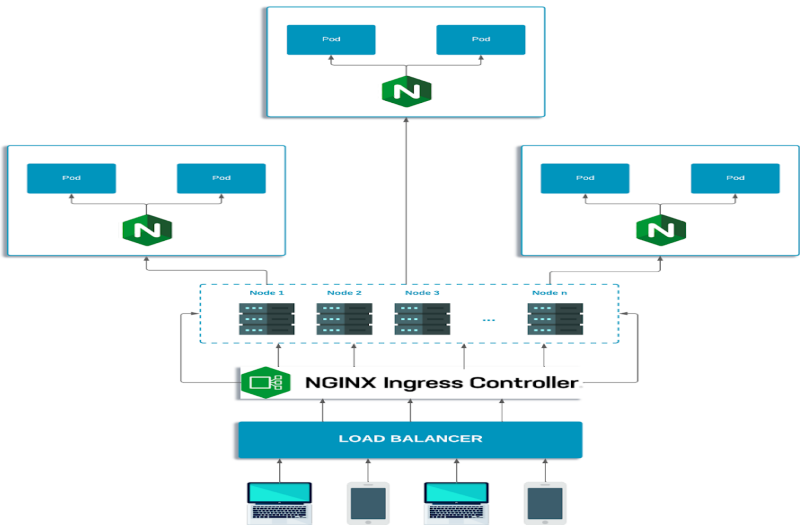 Pod
Pod
Pod
Pod
Pod
Pod
Node 1
Node 2
Node 3
...
Node n
NGINX Ingress Controller
LOAD BALANCER